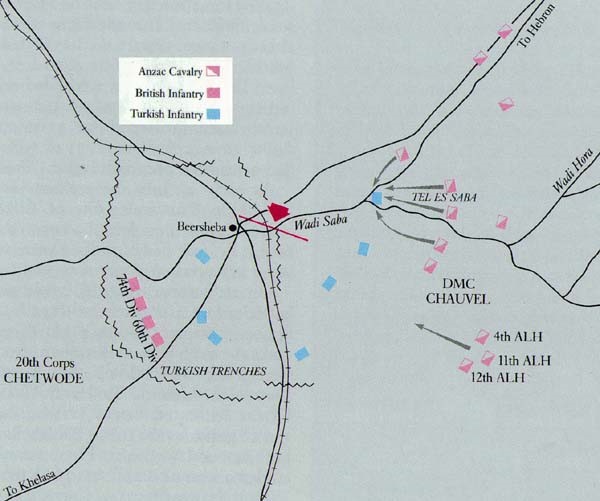 To Hebron
Anzac Cavalry
British Infantry
Turkish Infantry
Wadi Hora
TEL ES SABA
Wadi Saba
Beersheba
DMC
CHAUVEL
74th Div 60th Div
4th ALH
11th ALH
12th ALH
20th Corps
CHETWODE
TURKISH TRENCHES
To Khelasa